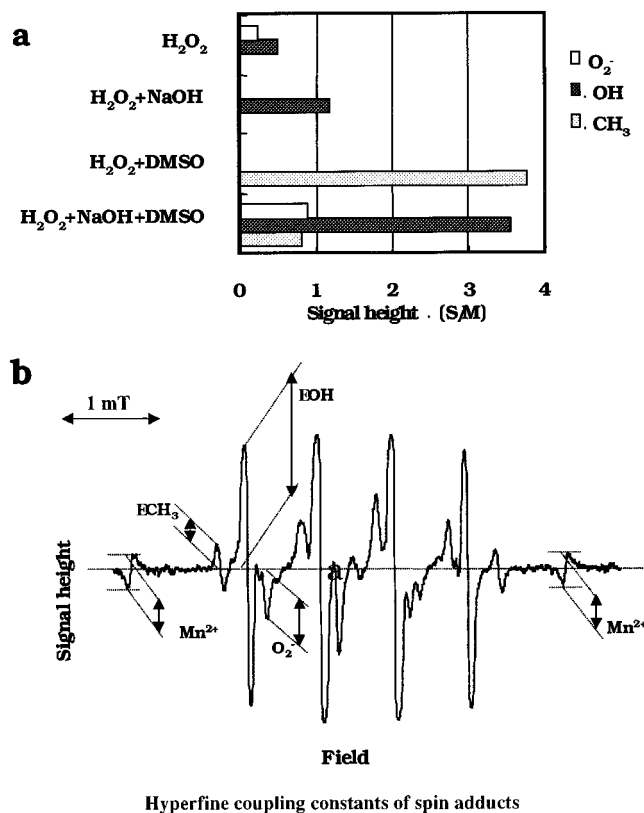 a
H₂O₂
H₂O₂+NaOH
H₂O₂+DMSO
H₂O₂+NaOH+DMSO
O₂⁻
. OH
. CH₃
0 1 2 3 4
Signal height . (S/M)
b
1 mT
EOH
ECH₃
Signal height
Mn²⁺
O₂⁻
Mn²⁺
Field
Hyperfine coupling constants of spin adducts